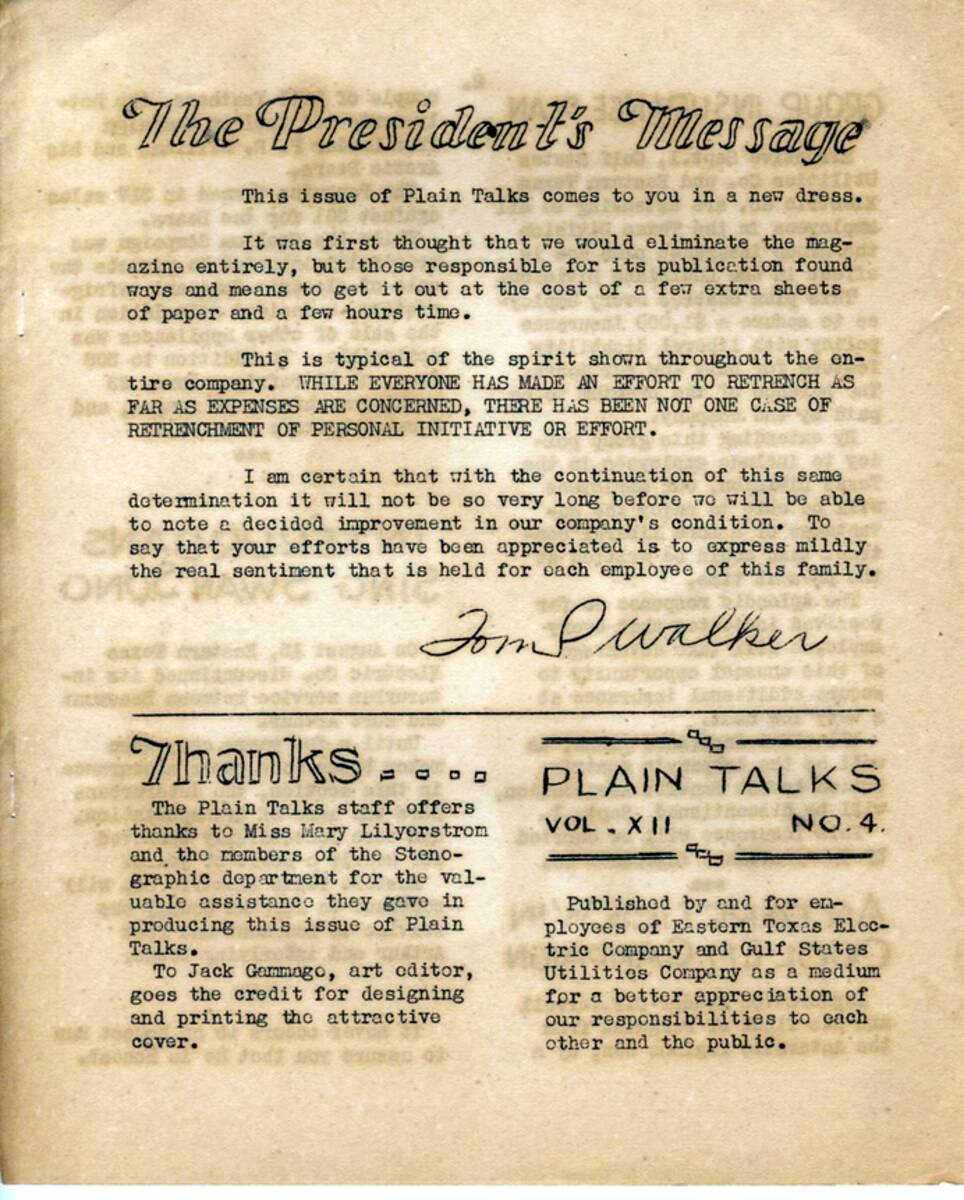 The President's Message
This issue of Plain Talks comes to you in a new dress.
It was first thought that we would eliminate the mag-
azine entirely, but those responsible for its publication found
ways and means to get it out at the cost of a few extra sheets
of paper and a few hours time.
This is typical of the spirit shown throughout the en-
tire company. WHILE EVERYONE HAS MADE AN EFFORT TO RETRENCH AS
FAR AS EXPENSES ARE CONCERNED, THERE HAS BEEN NOT ONE CASE OF
RETRENCHMENT OF PERSONAL INITIATIVE OR EFFORT.
I am certain that with the continuation of this same
determination it will not be so very long before we will be able
to note a decided improvement in our company's condition. To
say that your efforts have been appreciated is to express mildly
the real sentiment that is held for each employee of this family.
Tom P Walker
Thanks....
The Plain Talks staff offers
thanks to Miss Mary Lilyerstrom
and the members of the Steno-
graphic department for the val-
uable assistance they gave in
producing this issue of Plain
Talks.
To Jack Gammage, art editor,
goes the credit for designing
and printing the attractive
cover.
PLAIN TALKS
VOL. XII NO. 4.
Published by and for em-
ployees of Eastern Texas Elec-
tric Company and Gulf States
Utilities Company as a medium
for a better appreciation of
our responsibilities to each
other and the public.